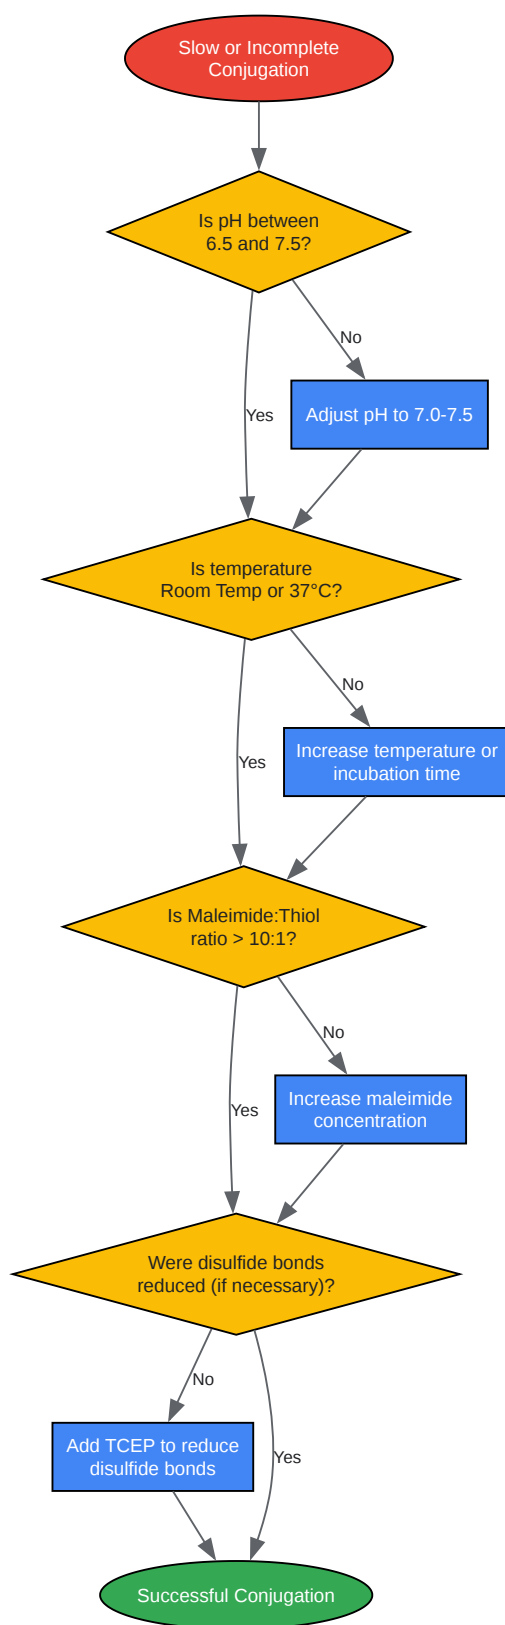 Slow or Incomplete
Conjugation
Is pH between
6.5 and 7.5?
No
Yes
Adjust pH to 7.0-7.5
Is temperature
Room Temp or 37°C?
No
Yes
Increase temperature or
incubation time
Is Maleimide:Thiol
ratio > 10:1?
No
Yes
Increase maleimide
concentration
Were disulfide bonds
reduced (if necessary)?
No
Add TCEP to reduce
disulfide bonds
Yes
Successful Conjugation